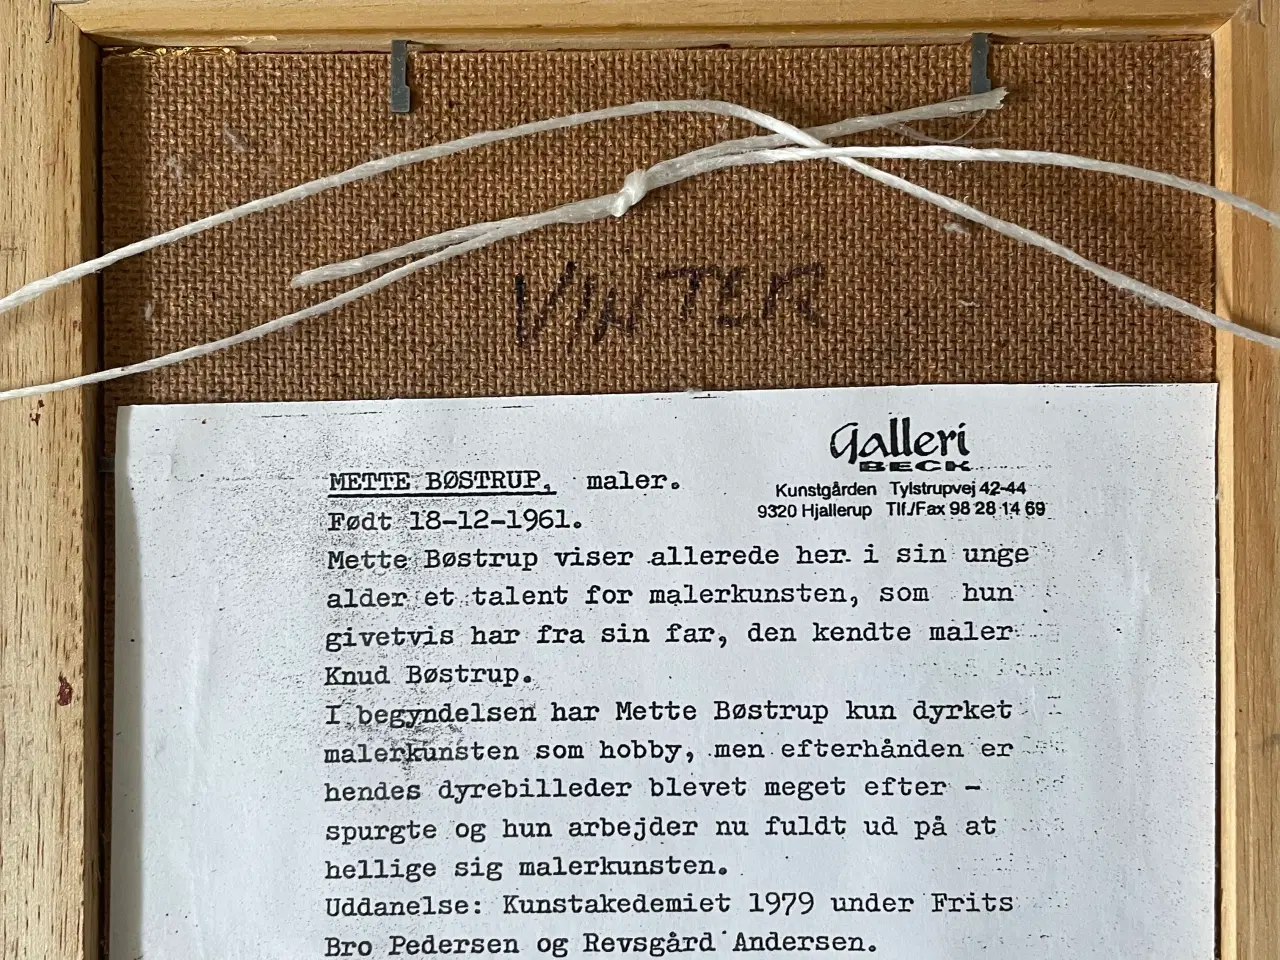 VINTER
Galleri
BECK
Kunstgården Tylstrupvej 42-44
9320 Hjallerup Tlf./Fax 98 28 14 69
METTE BØSTRUP, maler.
Født 18-12-1961.
Mette Bøstrup viser allerede her i sin unge
alder et talent for malerkunsten, som hun
givetvis har fra sin far, den kendte maler
Knud Bøstrup.
I begyndelsen har Mette Bøstrup kun dyrket
malerkunsten som hobby, men efterhånden er
hendes dyrebilleder blevet meget efter -
spurgte og hun arbejder nu fuldt ud på at
hellige sig malerkunsten.
Uddanelse: Kunstakedemiet 1979 under Frits
Bro Pedersen og Revsgård Andersen.